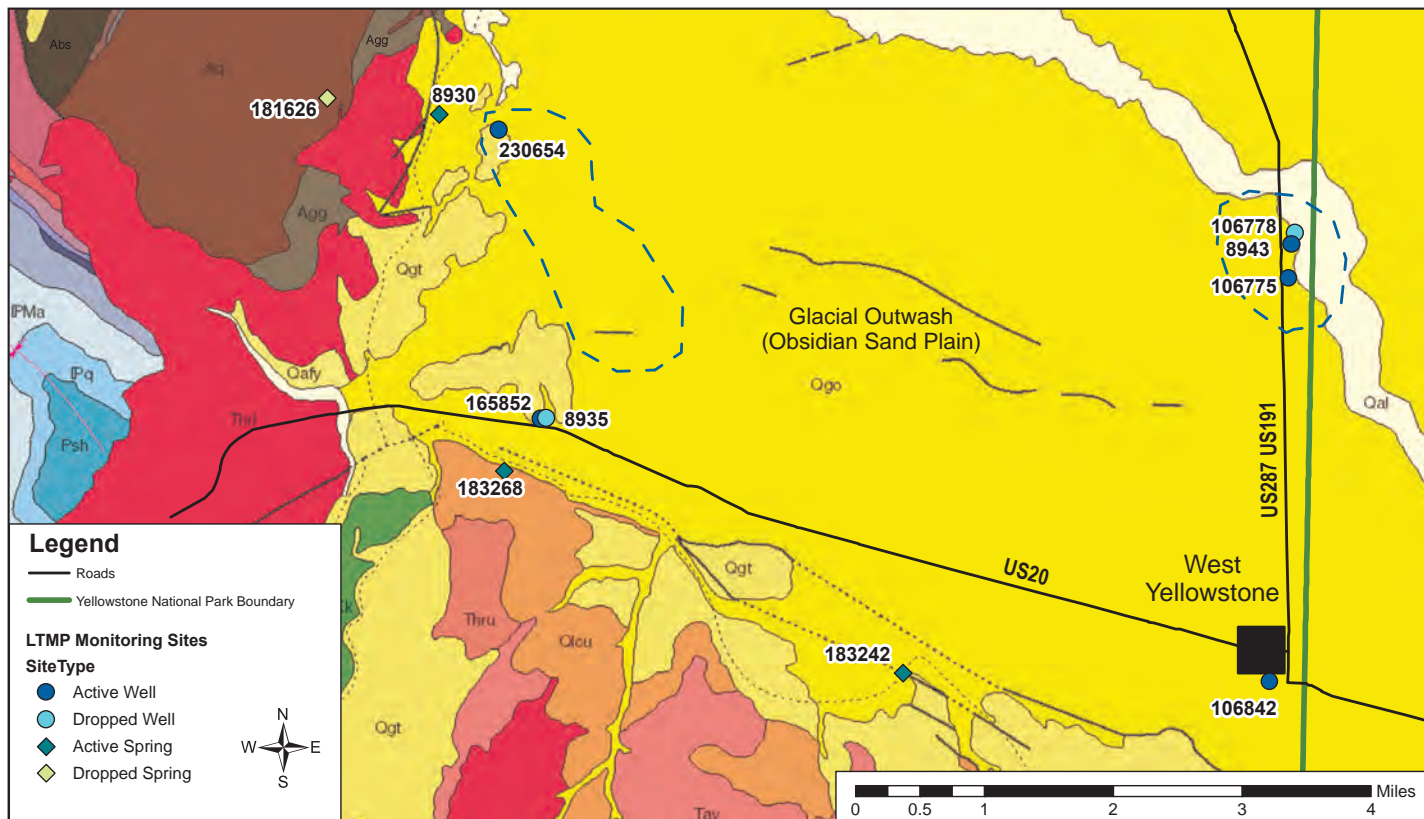 Abs
Agg
181626
8930
230654
Agg
Qgt
106778
8943
106775
Glacial Outwash
(Obsidian Sand Plain)
Qgo
Qal
US287 US191
IPMa
IPq
Psh
Qafy
165852
8935
183268
Qgt
US20
West
Yellowstone
Thru
Qlcu
183242
106842
Qgt
Tav
Legend
Roads
Yellowstone National Park Boundary
LTMP Monitoring Sites
SiteType
Active Well
Dropped Well
Active Spring
Dropped Spring
N
W E
S
Miles
0 0.5 1 2 3 4